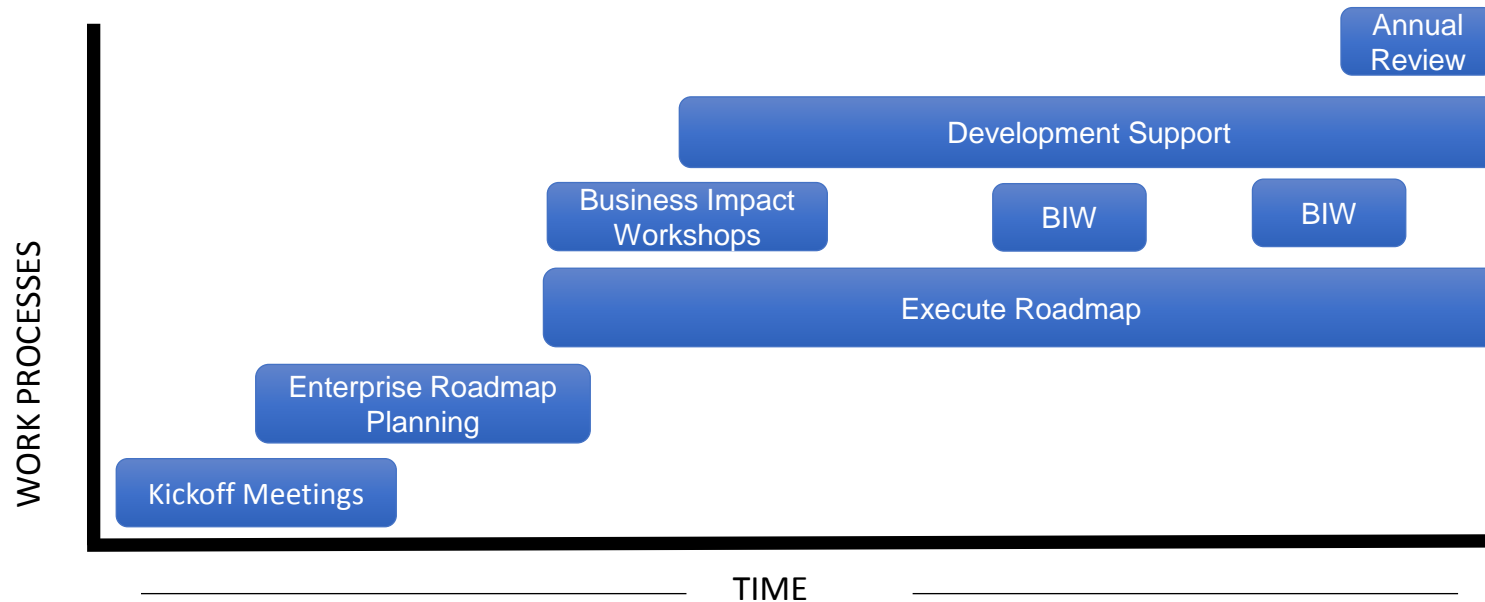 Annual
Review
Development Support
Business Impact
Workshops
BIW
BIW
Execute Roadmap
Enterprise Roadmap
Planning
Kickoff Meetings
WORK PROCESSES
TIME